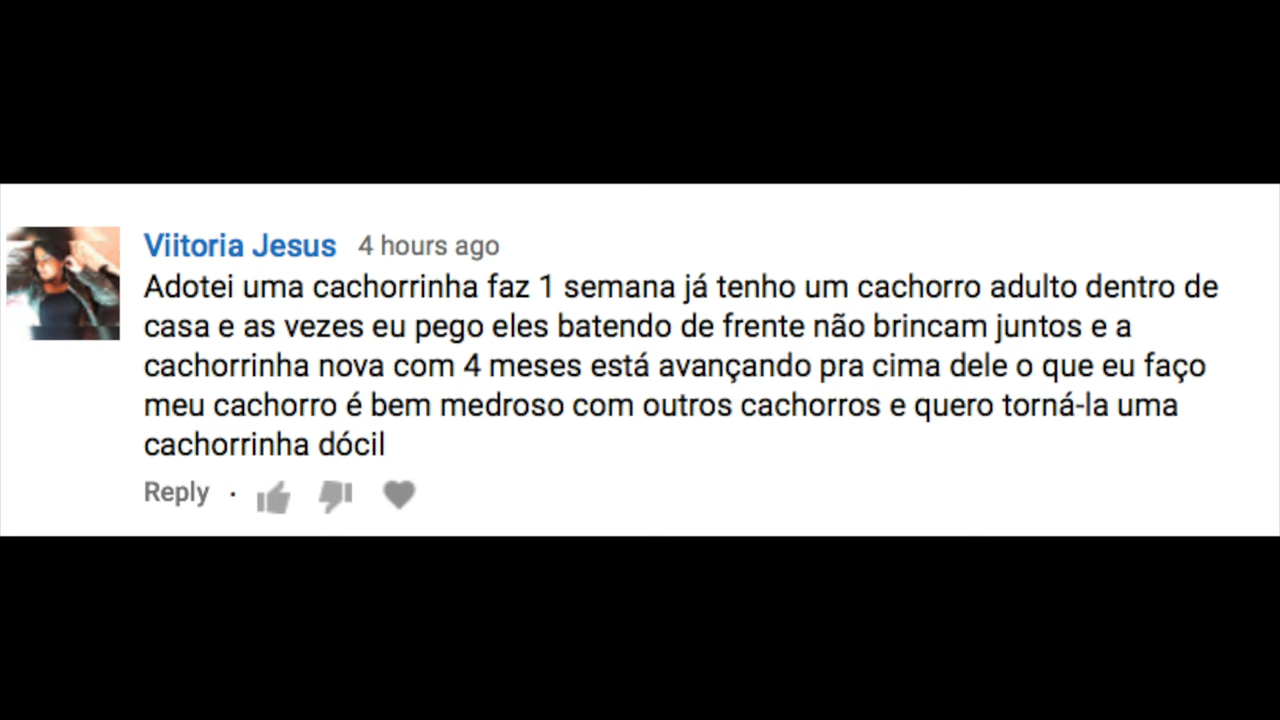 Viitoria Jesus 4 hours ago
Adotei uma cachorrinha faz 1 semana já tenho um cachorro adulto dentro de
casa e as vezes eu pego eles batendo de frente não brincam juntos e a
cachorrinha nova com 4 meses está avançando pra cima dele o que eu faço
meu cachorro é bem medroso com outros cachorros e quero torná-la uma
cachorrinha dócil
Reply ·